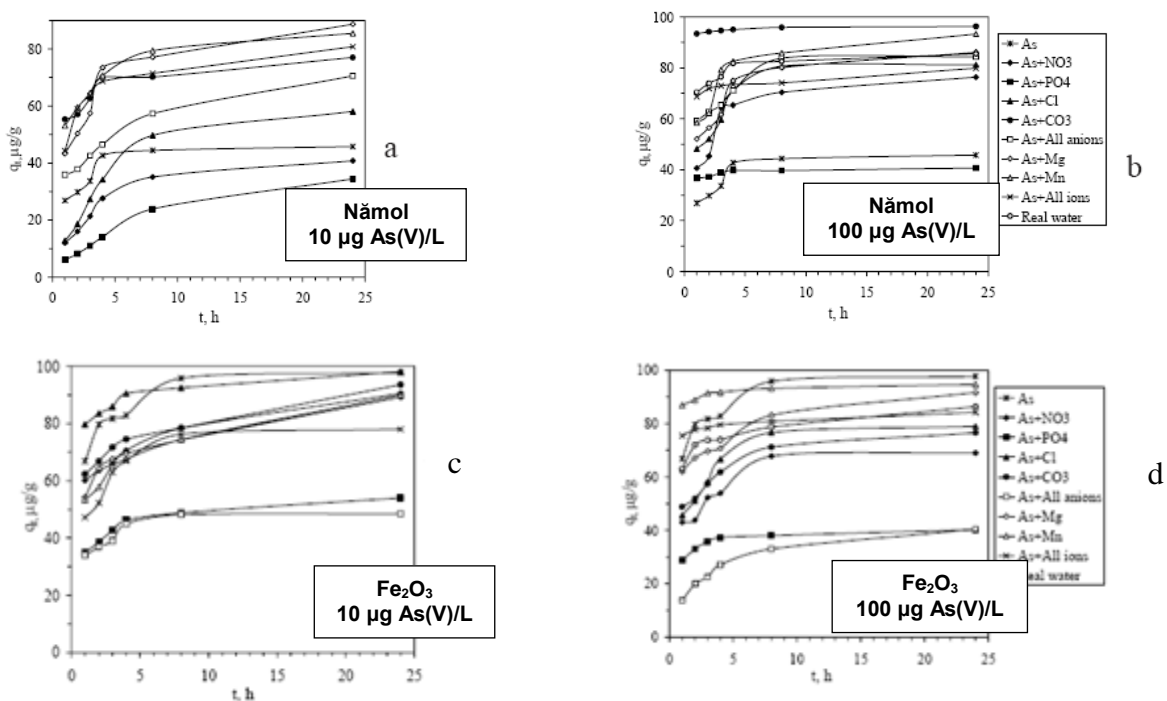 80
60
40
20
0
qₜ, µg/g
0
5
10
15
20
25
t, h
a
Nămol
10 µg As(V)/L
100
80
60
40
20
0
qₜ, µg/g
0
5
10
15
20
25
t, h
b
Nămol
100 µg As(V)/L
As
As+NO3
As+PO4
As+Cl
As+CO3
As+All anions
As+Mg
As+Mn
As+All ions
Real water
100
80
60
40
20
0
qₜ, µg/g
0
5
10
15
20
25
t, h
c
Fe₂O₃
10 µg As(V)/L
100
80
60
40
20
0
qₜ, µg/g
0
5
10
15
20
25
t, h
d
Fe₂O₃
100 µg As(V)/L
As
As+NO3
As+PO4
As+Cl
As+CO3
As+All anions
As+Mg
As+Mn
As+All ions
Real water